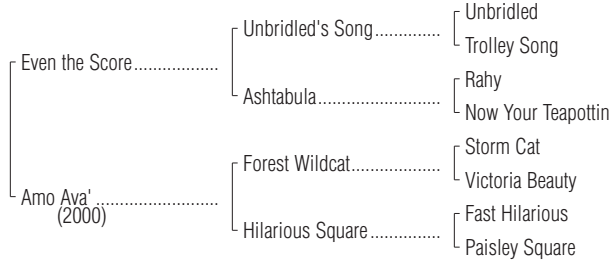 Unbridled
Unbridled's Song..............
Trolley Song
Even the Score..................
Rahy
Ashtabula..........................
Now Your Teapottin
Storm Cat
Forest Wildcat...................
Victoria Beauty
Amo Ava' ..........................
(2000)
Fast Hilarious
Hilarious Square...............
Paisley Square